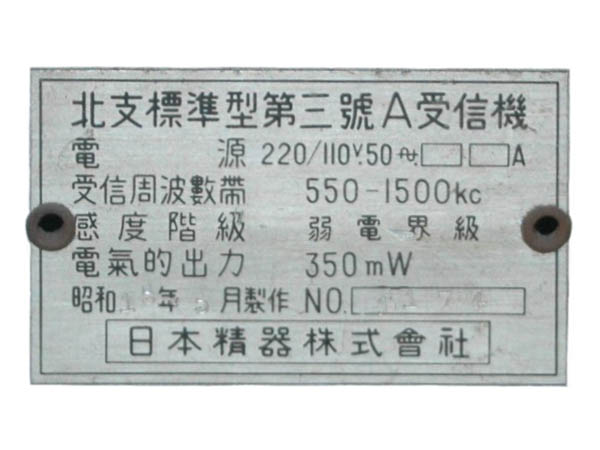 北支標準型第三號A受信機
電源 220/110V.50~. A
受信周波數帶 550-1500kc
感度階級 弱電界級
電氣的出力 350mW
昭和 年 月製作 NO.
日本精器株式會社